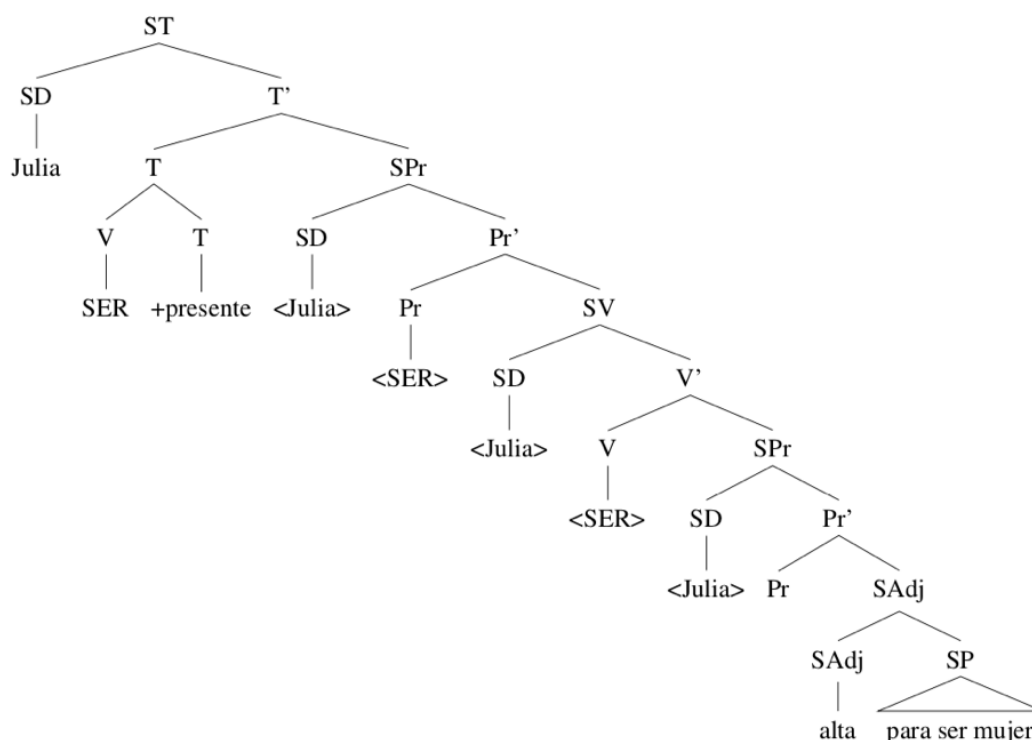 ST
SD T’
Julia T SPr
V T SD Pr’
SER +presente <Julia> Pr SV
<SER> SD V’
<Julia> V SPr
<SER> SD Pr’
<Julia> Pr SAdj
SAdj SP
alta para ser mujer